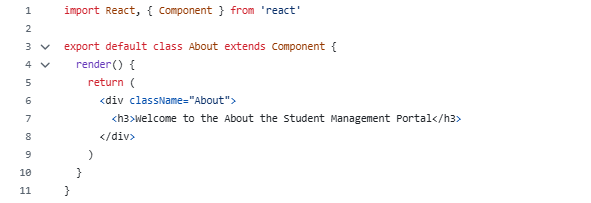 1 import React, { Component } from 'react'
2
3 export default class About extends Component {
4 render() {
5 return (
6 <div className="About">
7 <h3>Welcome to the About the Student Management Portal</h3>
8 </div>
9 )
10 }
11 }